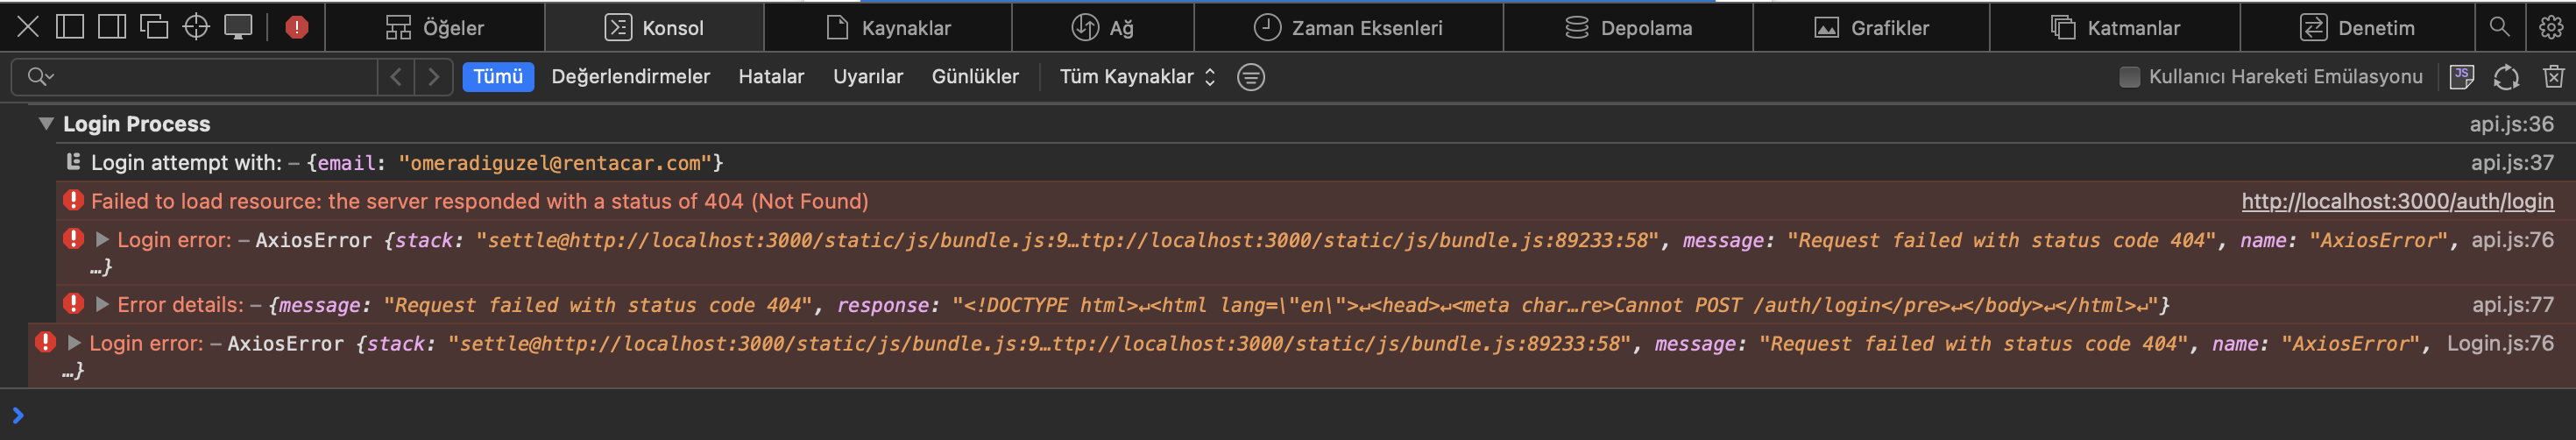 Öğeler Konsol Kaynaklar Ağ Zaman Eksenleri Depolama Grafikler Katmanlar Denetim
Tümü Değerlendirmeler Hatalar Uyarılar Günlükler Tüm Kaynaklar Kullanıcı Hareketi Emülasyonu JS
Login Process api.js:36
Login attempt with: – {email: "omeradiguzel@rentacar.com"} api.js:37
Failed to load resource: the server responded with a status of 404 (Not Found) http://localhost:3000/auth/login
Login error: – AxiosError {stack: "settle@http://localhost:3000/static/js/bundle.js:9…ttp://localhost:3000/static/js/bundle.js:89233:58", message: "Request failed with status code 404", name: "AxiosError", api.js:76
…}
Error details: – {message: "Request failed with status code 404", response: "<!DOCTYPE html>↵<html lang=\"en\">↵<head>↵<meta char…re>Cannot POST /auth/login</pre>↵</body>↵</html>↵"} api.js:77
Login error: – AxiosError {stack: "settle@http://localhost:3000/static/js/bundle.js:9…ttp://localhost:3000/static/js/bundle.js:89233:58", message: "Request failed with status code 404", name: "AxiosError", Login.js:76
…}